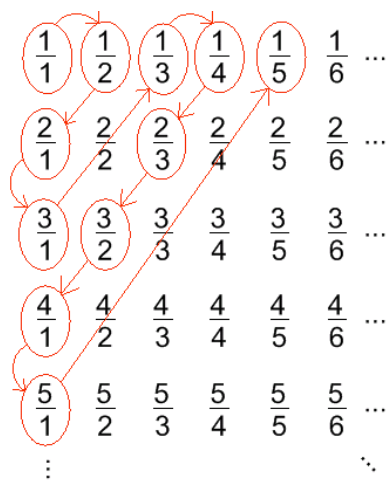 1/1 1/2 1/3 1/4 1/5 1/6 ...
2/1 2/2 2/3 2/4 2/5 2/6 ...
3/1 3/2 3/3 3/4 3/5 3/6 ...
4/1 4/2 4/3 4/4 4/5 4/6 ...
5/1 5/2 5/3 5/4 5/5 5/6 ...
⋮ ⋱